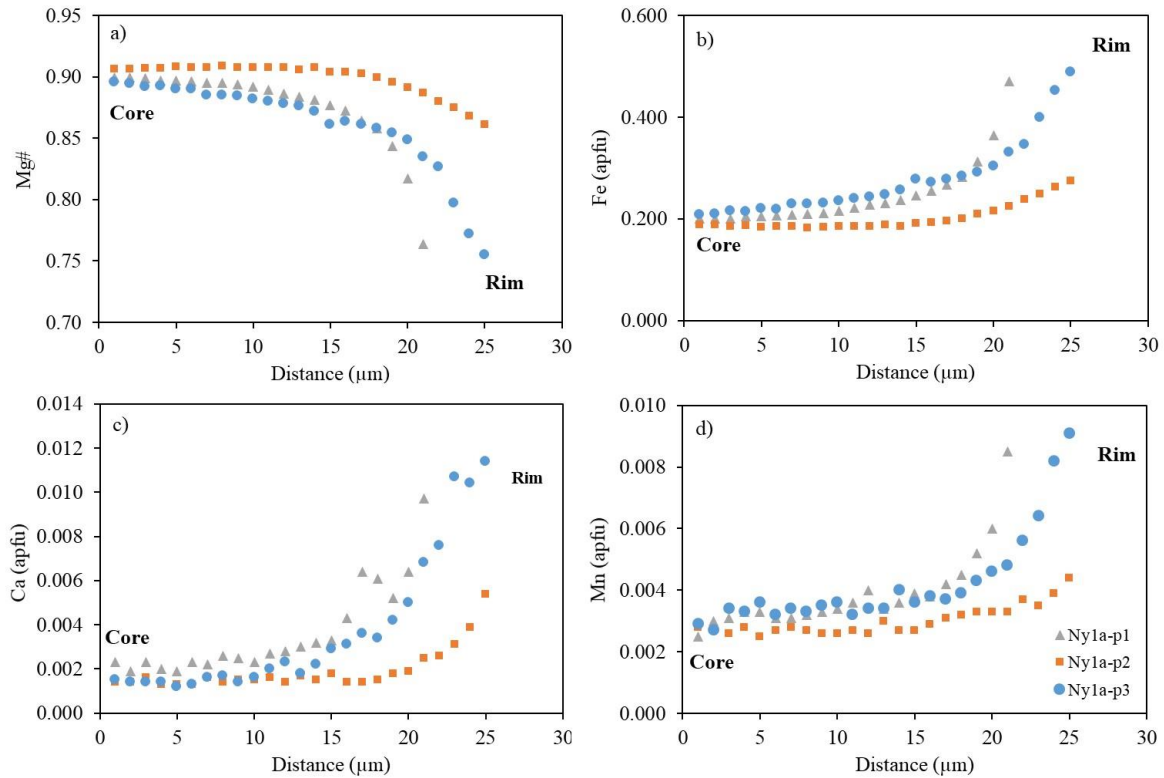 a)
0.95
0.90
0.85
0.80
0.75
0.70
Mg#
Core
Rim
0 5 10 15 20 25 30
Distance (µm)
b)
0.600
0.400
0.200
0.000
Fe (apfu)
Core
Rim
0 5 10 15 20 25 30
Distance (µm)
c)
0.014
0.012
0.010
0.008
0.006
0.004
0.002
0.000
Ca (apfu)
Core
Rim
0 5 10 15 20 25 30
Distance (µm)
d)
0.010
0.008
0.006
0.004
0.002
0.000
Mn (apfu)
Core
Rim
Ny1a-p1
Ny1a-p2
Ny1a-p3
0 5 10 15 20 25 30
Distance (µm)